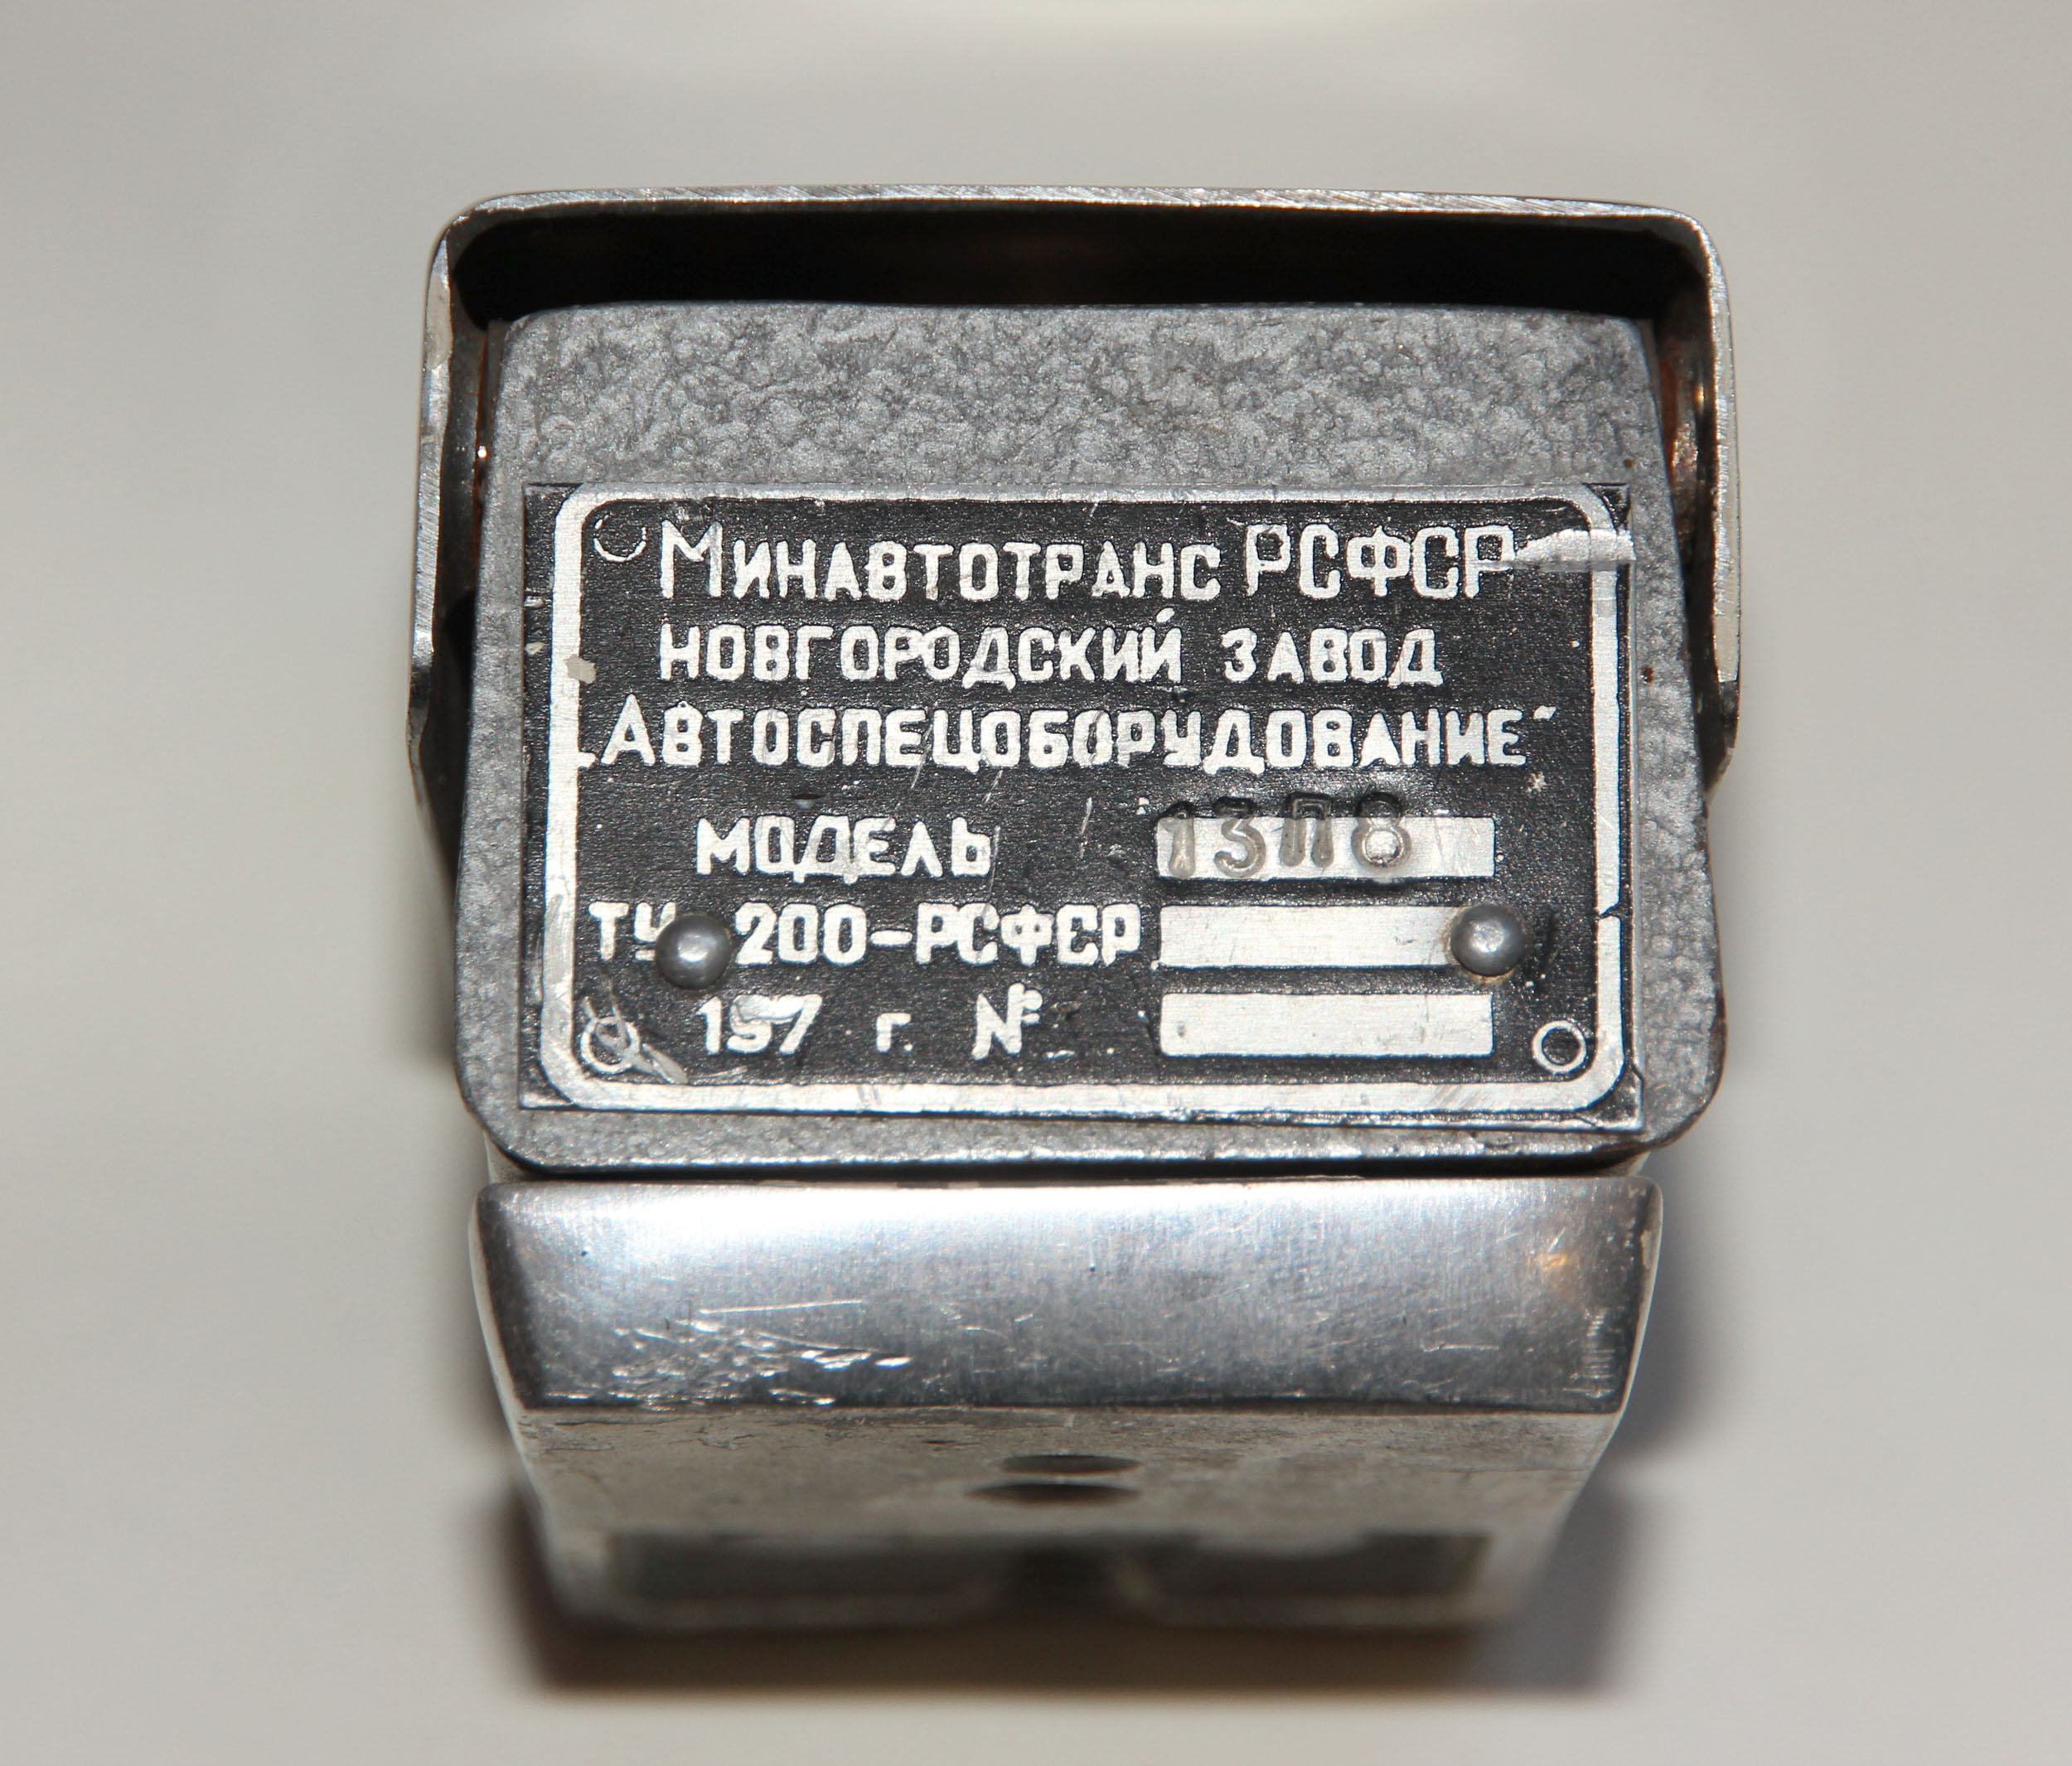 Минавтотранс РСФСР
новгородский завод
„Автоспецоборудование“
модель 13П8
ТУ 200-РСФСР
197 г. №